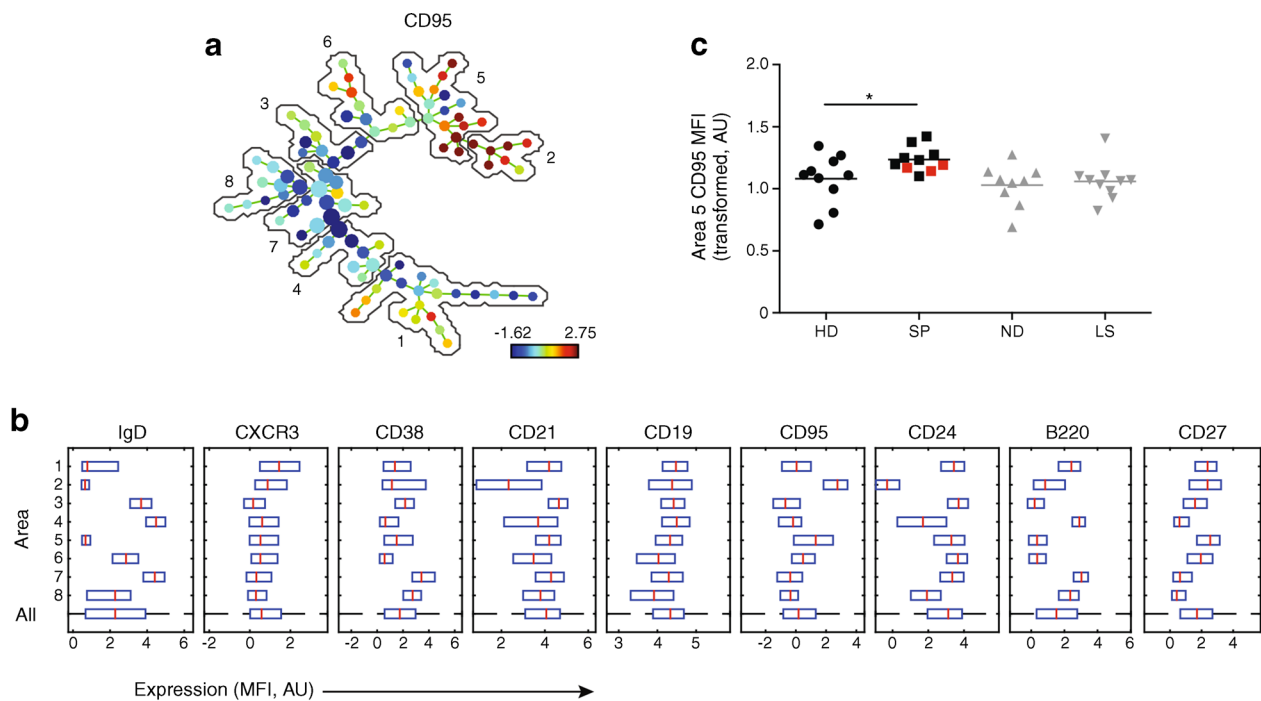 a
CD95
6
5
3
2
8
7
4
1
-1.62 2.75
c
Area 5 CD95 MFI
(transformed, AU)
2.0
1.5
1.0
0.5
0
*
HD SP ND LS
b
IgD CXCR3 CD38 CD21 CD19 CD95 CD24 B220 CD27
Area
1
2
3
4
5
6
7
8
All
0 2 4 6 -2 0 2 0 2 4 6 2 4 6 3 4 5 -2 0 2 4 0 2 4 0 2 4 6 0 2 4
Expression (MFI, AU)